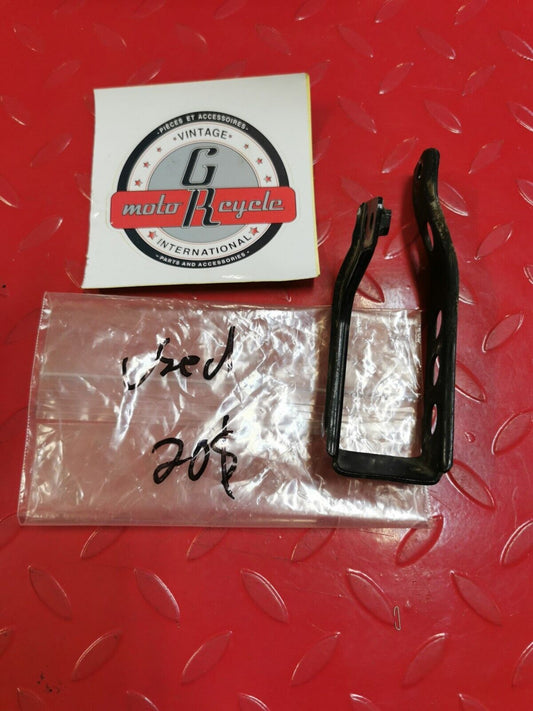 - PIÈCES ET ACCESSOIRES -
"VINTAGE"
G
moto R cycle
INTERNATIONAL
- PARTS AND ACCESSORIES -
Used
20$